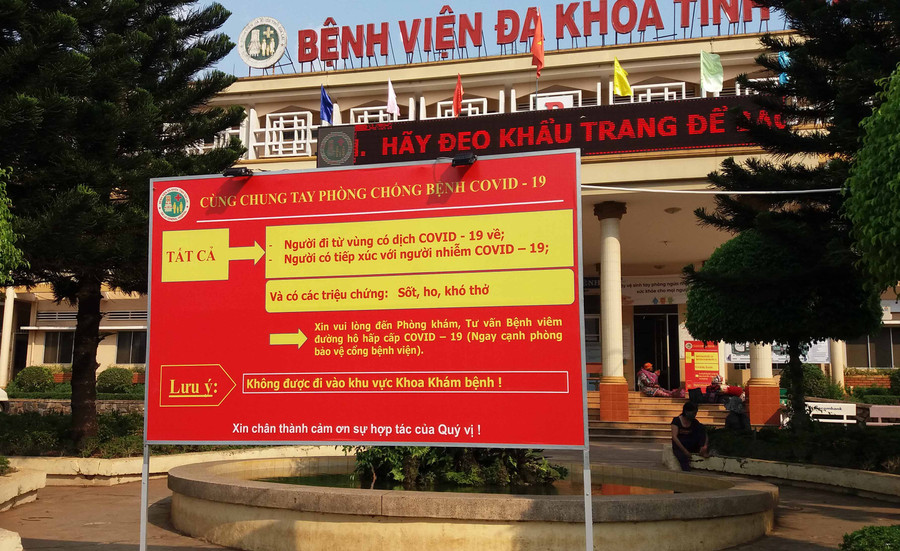 BỆNH VIỆN ĐA KHOA TỈNH
HÃY ĐEO KHẨU TRANG ĐỂ
CÙNG CHUNG TAY PHÒNG CHỐNG BỆNH COVID - 19
TẤT CẢ
- Người đi từ vùng có dịch COVID - 19 về;
- Người có tiếp xúc với người nhiễm COVID – 19;
Và có các triệu chứng: Sốt, ho, khó thở
Xin vui lòng đến Phòng khám, Tư vấn Bệnh viêm
đường hô hấp cấp COVID – 19 (Ngay cạnh phòng
bảo vệ cổng bệnh viện).
Lưu ý:
Không được đi vào khu vực Khoa Khám bệnh !
Xin chân thành cảm ơn sự hợp tác của Quý vị !